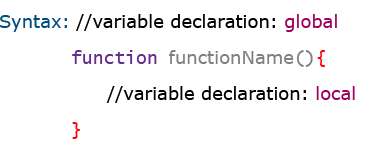 Syntax: //variable declaration: global
function functionName(){
//variable declaration: local
}